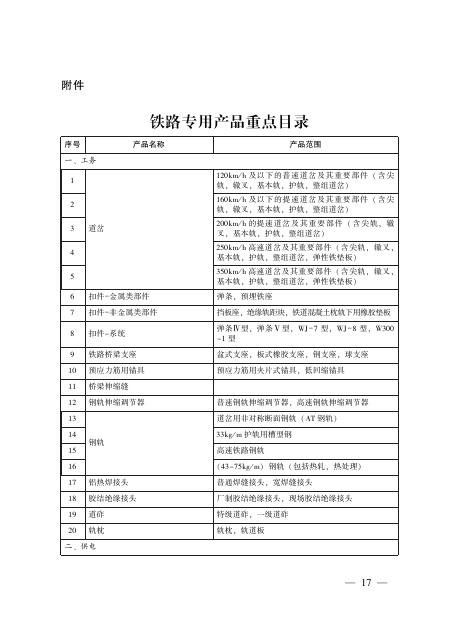 附件
铁路专用产品重点目录
序号 产品名称 产品范围
一、工务
1 120km/h 及以下的普速道岔及其重要部件（含尖
轨，辙叉，基本轨，护轨，整组道岔）
2 160km/h 及以下的提速道岔及其重要部件（含尖
轨，辙叉，基本轨，护轨，整组道岔）
3 道岔 200km/h 的提速道岔及其重要部件（含尖轨，辙
叉，基本轨，护轨，整组道岔）
4 250km/h 高速道岔及其重要部件（含尖轨，辙叉，
基本轨，护轨，整组道岔，弹性铁垫板）
5 350km/h 高速道岔及其重要部件（含尖轨，辙叉，
基本轨，护轨，整组道岔，弹性铁垫板）
6 扣件-金属类部件 弹条，预埋铁座
7 扣件-非金属类部件 挡板座，绝缘轨距块，铁道混凝土枕轨下用橡胶垫板
8 扣件-系统 弹条Ⅳ型，弹条Ⅴ型，WJ-7 型，WJ-8 型，W300
-1 型
9 铁路桥梁支座 盆式支座，板式橡胶支座，钢支座，球支座
10 预应力筋用锚具 预应力筋用夹片式锚具，低回缩锚具
11 桥梁伸缩缝
12 钢轨伸缩调节器 普速钢轨伸缩调节器，高速钢轨伸缩调节器
13 道岔用非对称断面钢轨（AT 钢轨）
14 钢轨 33kg/m 护轨用槽型钢
15 高速铁路钢轨
16 (43-75kg/m) 钢轨（包括热轧，热处理）
17 铝热焊接头 普通焊缝接头，宽焊缝接头
18 胶结绝缘接头 厂制胶结绝缘接头，现场胶结绝缘接头
19 道砟 特级道砟，一级道砟
20 轨枕 轨枕，轨道板
二、供电
— 17 —